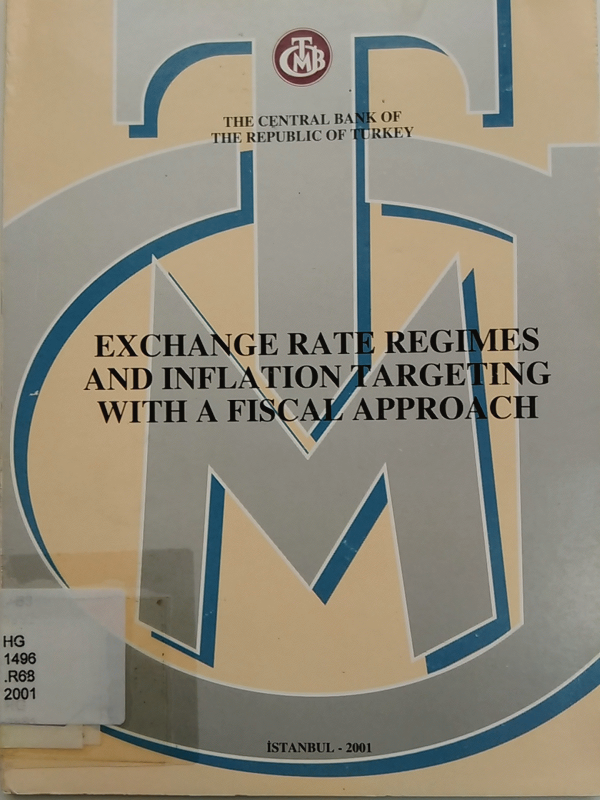 TCMB
THE CENTRAL BANK OF
THE REPUBLIC OF TURKEY
EXCHANGE RATE REGIMES
AND INFLATION TARGETING
WITH A FISCAL APPROACH
HG
1496
.R68
2001
İSTANBUL - 2001